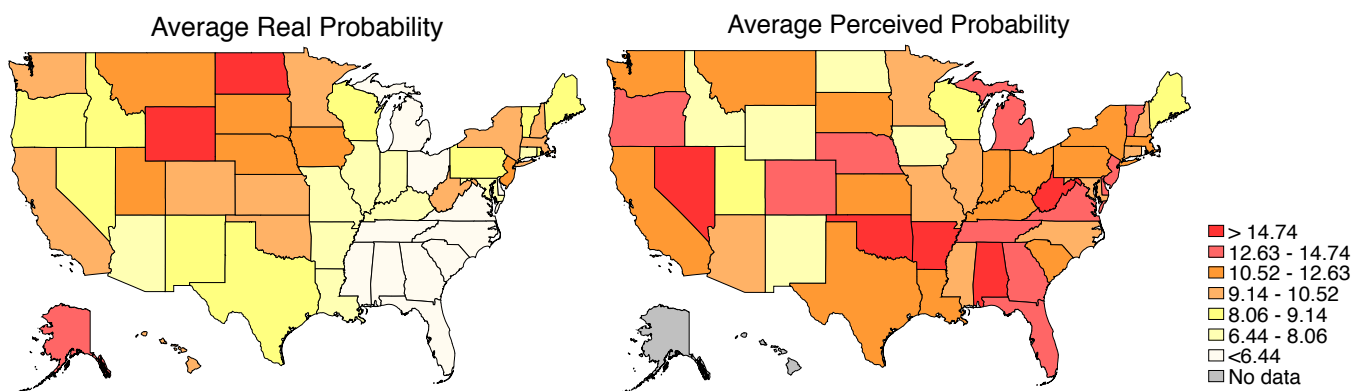 Average Real Probability
Average Perceived Probability
> 14.74
12.63 - 14.74
10.52 - 12.63
9.14 - 10.52
8.06 - 9.14
6.44 - 8.06
<6.44
No data